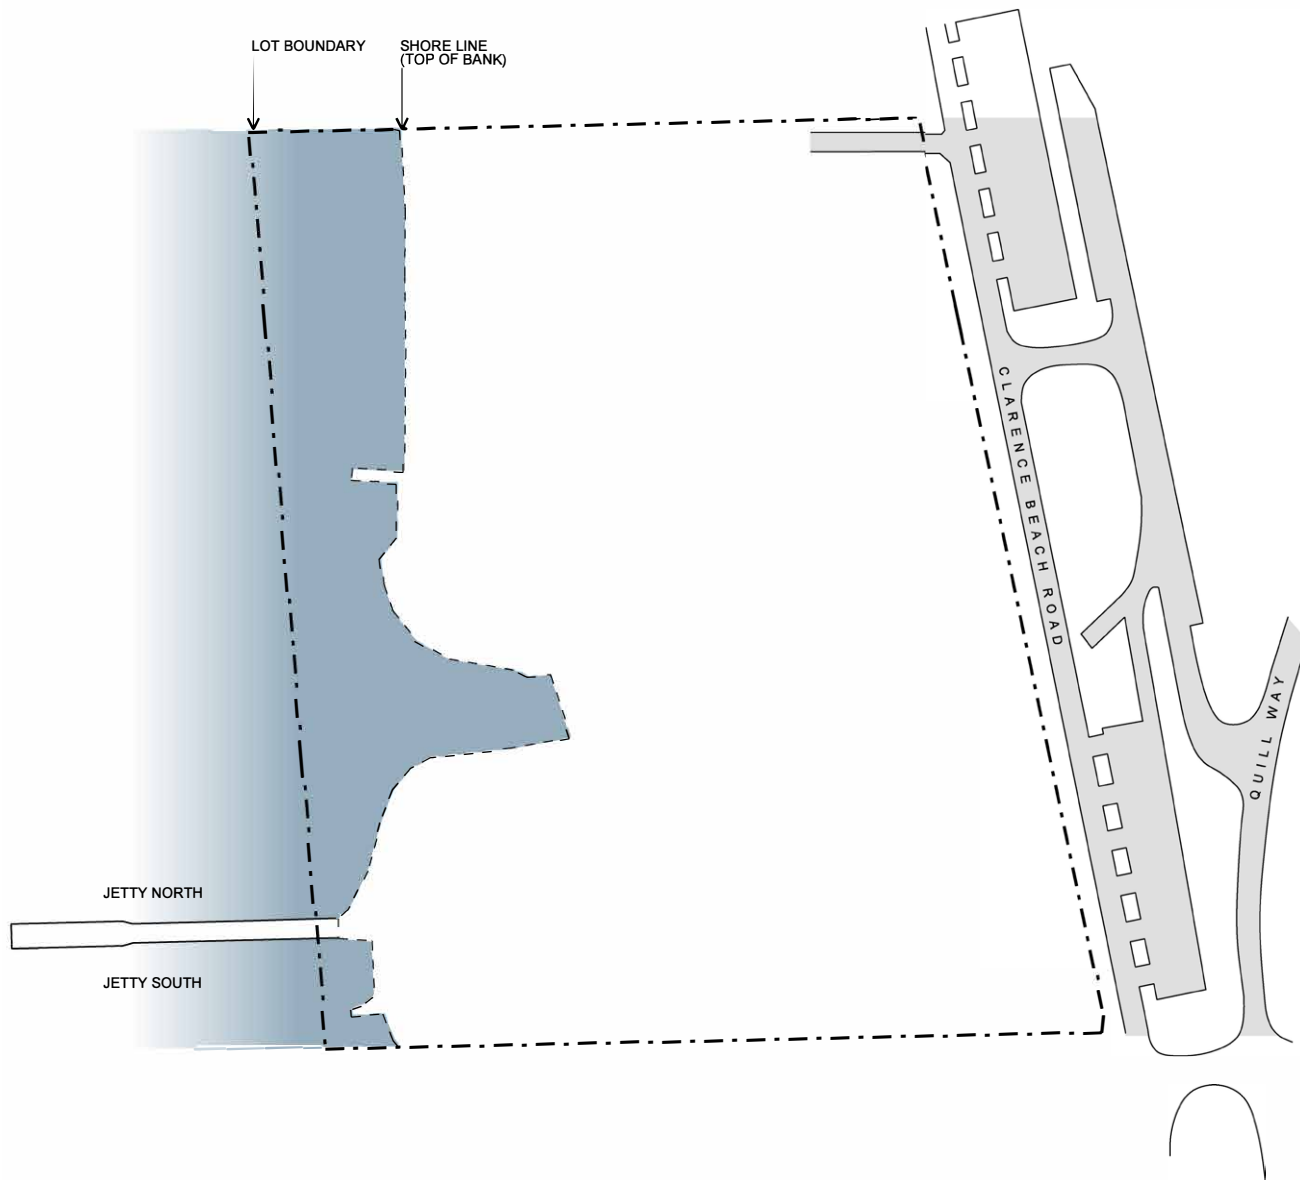 LOT BOUNDARY
SHORE LINE
(TOP OF BANK)
CLARENCE BEACH ROAD
QUILL WAY
JETTY NORTH
JETTY SOUTH